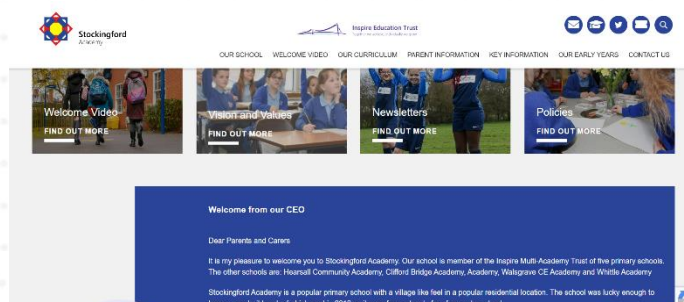 Stockingford
Academy
Inspire Education Trust
OUR SCHOOL WELCOME VIDEO OUR CURRICULUM PARENT INFORMATION KEY INFORMATION OUR EARLY YEARS CONTACT US
Welcome Video
FIND OUT MORE
Vision and Values
FIND OUT MORE
Newsletters
FIND OUT MORE
Policies
FIND OUT MORE
Welcome from our CEO
Dear Parents and Carers
It is my pleasure to welcome you to Stockingford Academy. Our school is member of the Inspire Multi-Academy Trust of five primary schools.
The other schools are: Hearsall Community Academy, Clifford Bridge Academy, Academy, Walsgrave CE Academy and Whittle Academy
Stockingford Academy is a popular primary school with a village like feel in a popular residential location. The school was lucky enough to